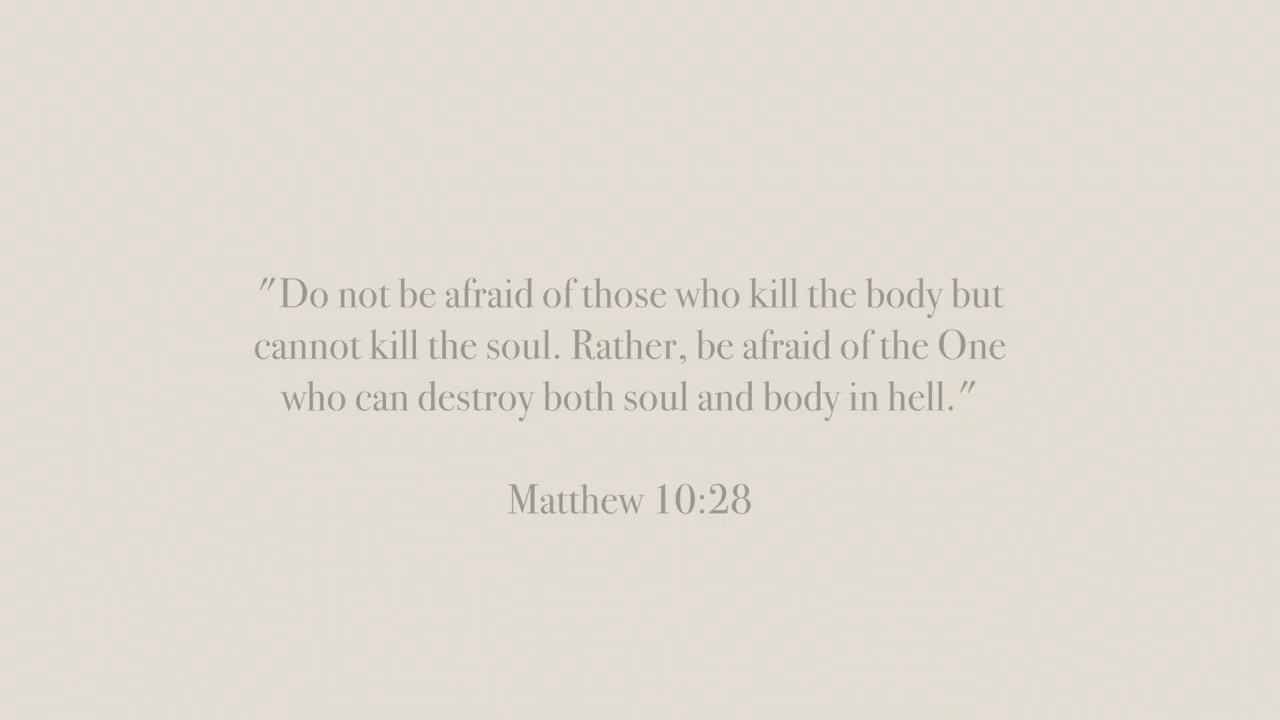 "Do not be afraid of those who kill the body but
cannot kill the soul. Rather, be afraid of the One
who can destroy both soul and body in hell."
Matthew 10:28